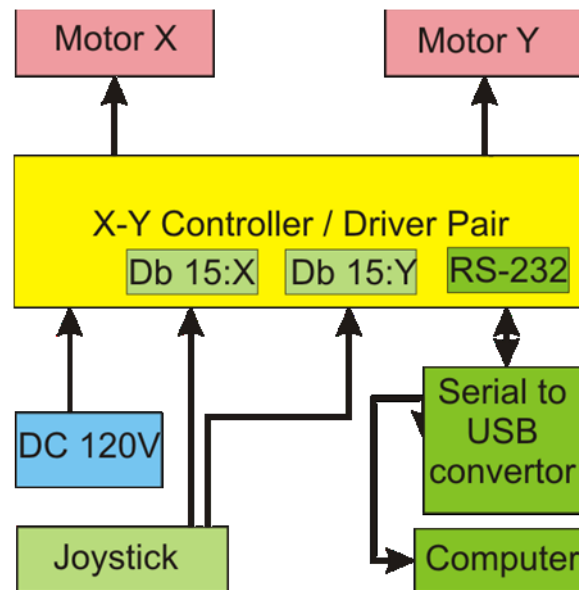 Motor X
Motor Y
X-Y Controller / Driver Pair
Db 15:X
Db 15:Y
RS-232
DC 120V
Serial to
USB
convertor
Joystick
Computer